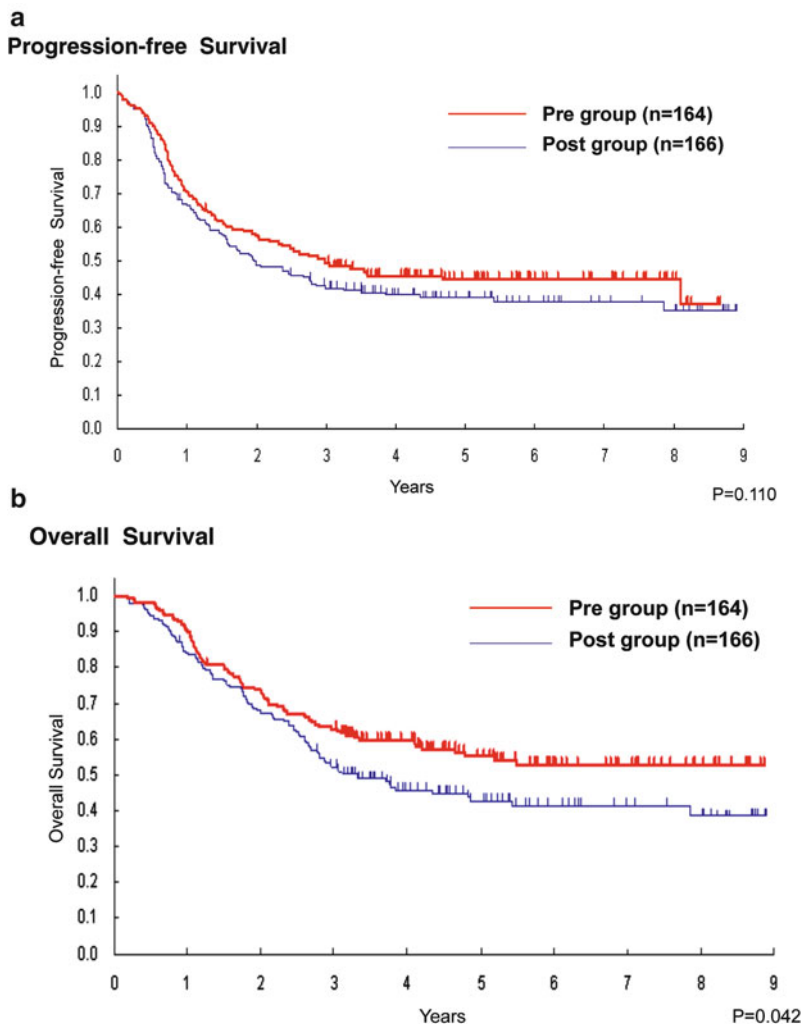 a
Progression-free Survival
Pre group (n=164)
Post group (n=166)
Progression-free Survival
1.0
0.9
0.8
0.7
0.6
0.5
0.4
0.3
0.2
0.1
0.0
0 1 2 3 4 5 6 7 8 9
Years
P=0.110
b
Overall Survival
Pre group (n=164)
Post group (n=166)
Overall Survival
1.0
0.9
0.8
0.7
0.6
0.5
0.4
0.3
0.2
0.1
0.0
0 1 2 3 4 5 6 7 8 9
Years
P=0.042